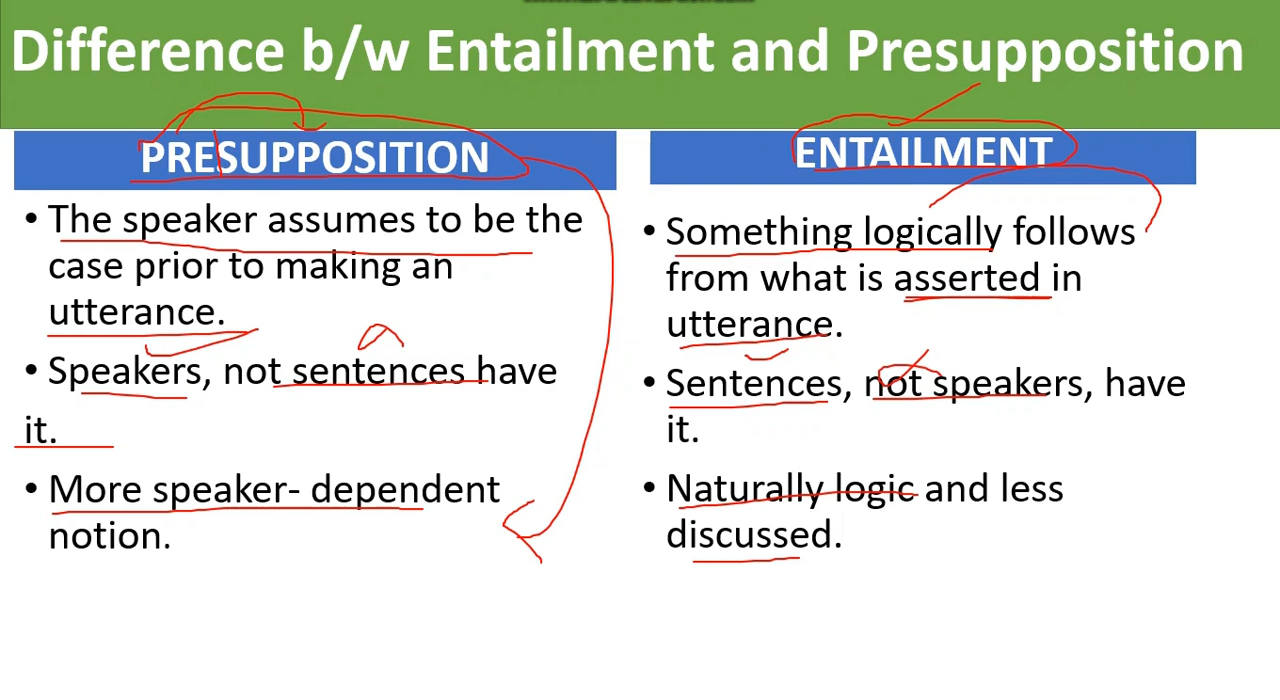 Difference b/w Entailment and Presupposition
PRESUPPOSITION
• The speaker assumes to be the
case prior to making an
utterance.
• Speakers, not sentences have
it.
• More speaker- dependent
notion.
ENTAILMENT
• Something logically follows
from what is asserted in
utterance.
• Sentences, not speakers, have
it.
• Naturally logic and less
discussed.